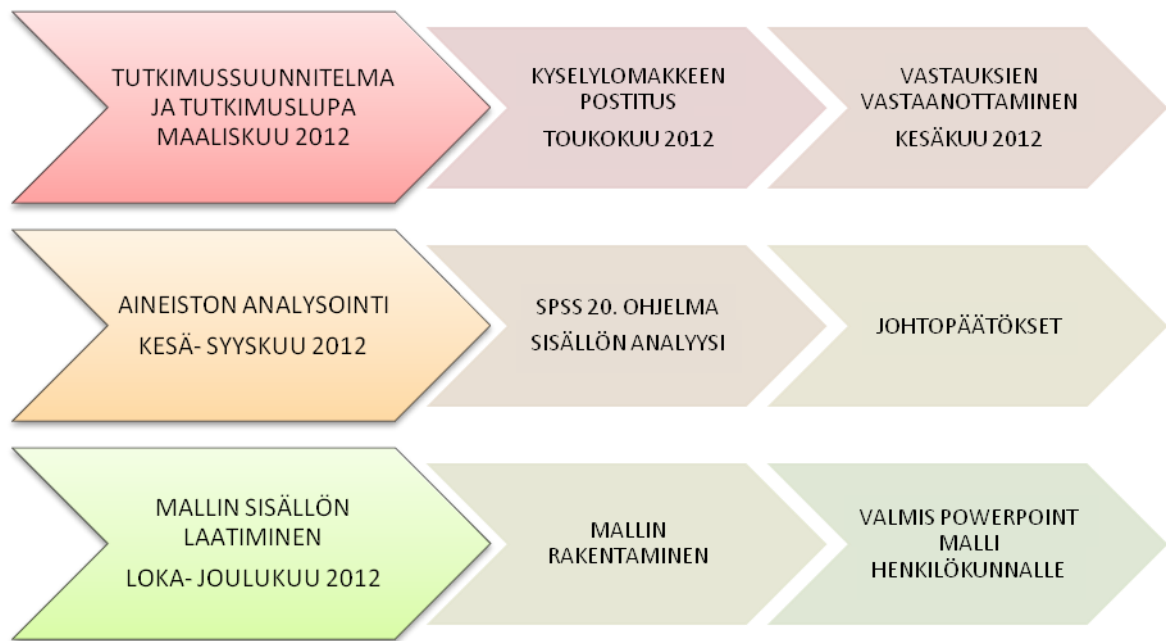 TUTKIMUSSUUNNITELMA
JA TUTKIMUSLUPA
MAALISKUU 2012
KYSELYLOMAKKEEN
POSTITUS
TOUKOKUU 2012
VASTAUKSIEN
VASTAANOTTAMINEN
KESÄKUU 2012
AINEISTON ANALYSOINTI
KESÄ- SYYSKUU 2012
SPSS 20. OHJELMA
SISÄLLÖN ANALYYSI
JOHTOPÄÄTÖKSET
MALLIN SISÄLLÖN
LAATIMINEN
LOKA- JOULUKUU 2012
MALLIN
RAKENTAMINEN
VALMIS POWERPOINT
MALLI
HENKILÖKUNNALLE